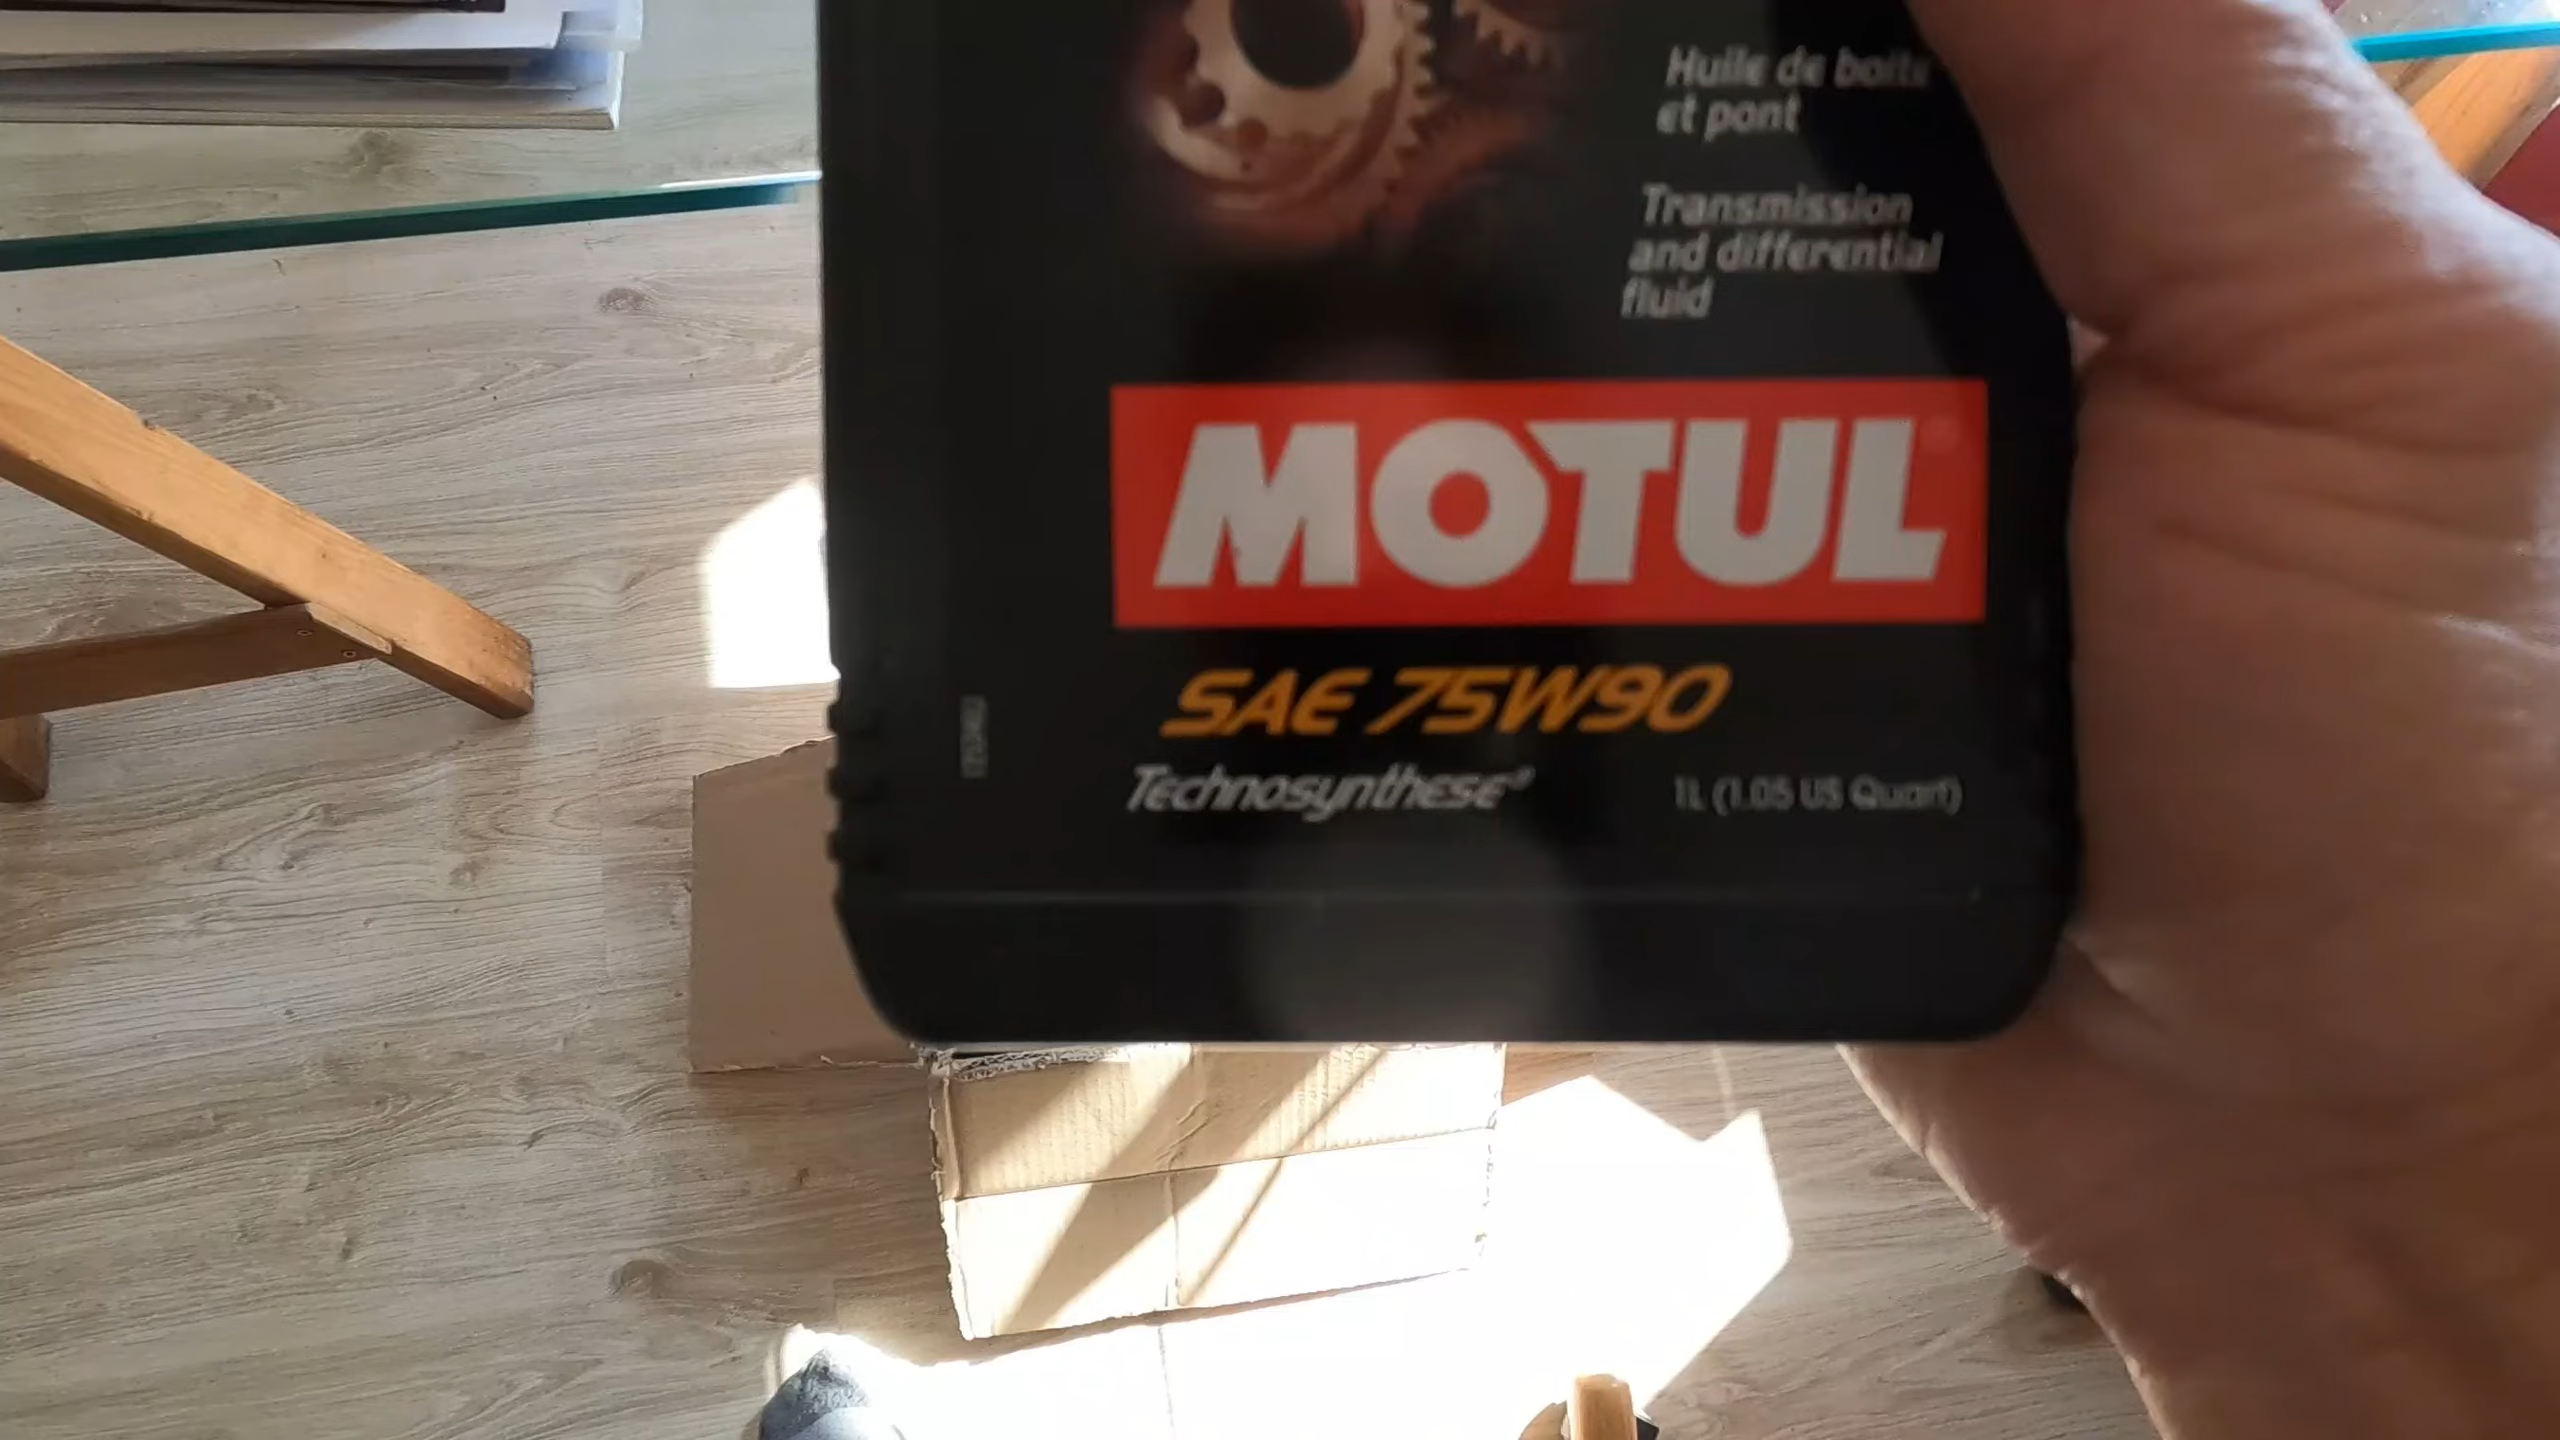 Huile de boite
et pont
Transmission
and differential
fluid
MOTUL
SAE 75W90
Technosynthese®
1L (1.05 US Quart)